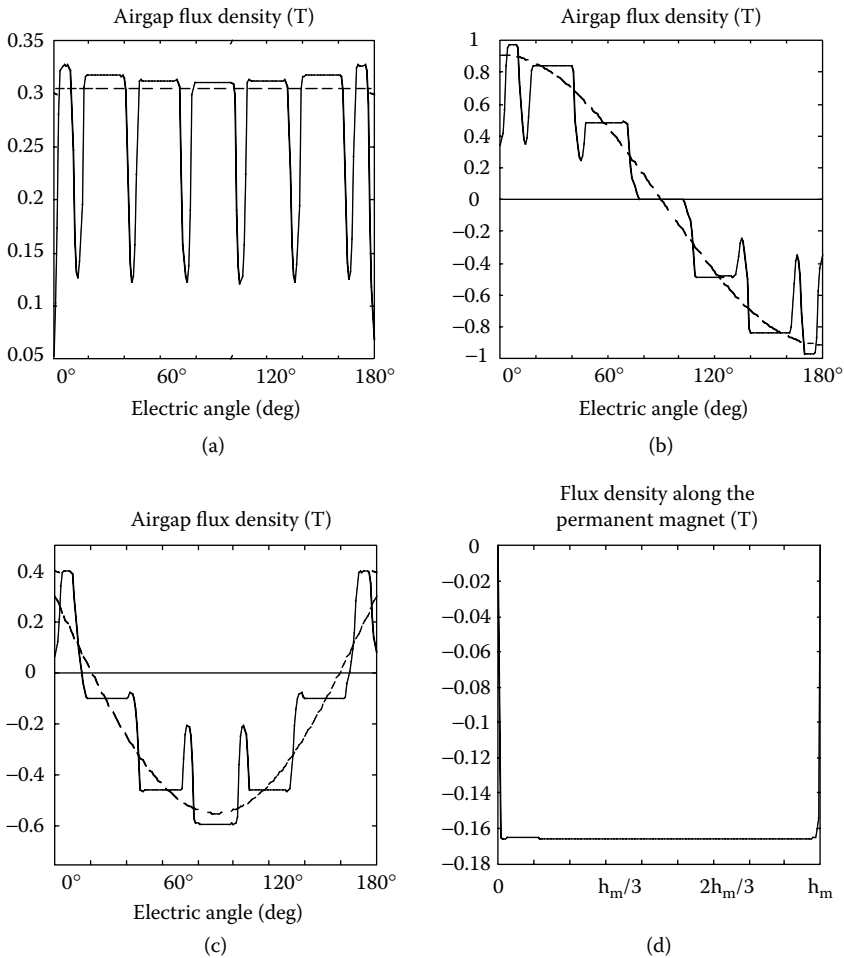 Airgap flux density (T)
0.35
0.3
0.25
0.2
0.15
0.1
0.05
0° 60° 120° 180°
Electric angle (deg)
(a)
Airgap flux density (T)
1
0.8
0.6
0.4
0.2
0
−0.2
−0.4
−0.6
−0.8
−1
0° 60° 120° 180°
Electric angle (deg)
(b)
Airgap flux density (T)
0.4
0.2
0
−0.2
−0.4
−0.6
0° 60° 180°
Electric angle (deg)
(c)
Flux density along the
permanent magnet (T)
0
−0.02
−0.04
−0.06
−0.08
−0.1
−0.12
−0.14
−0.16
−0.18
0 hm/3 2hm/3 hm
(d)